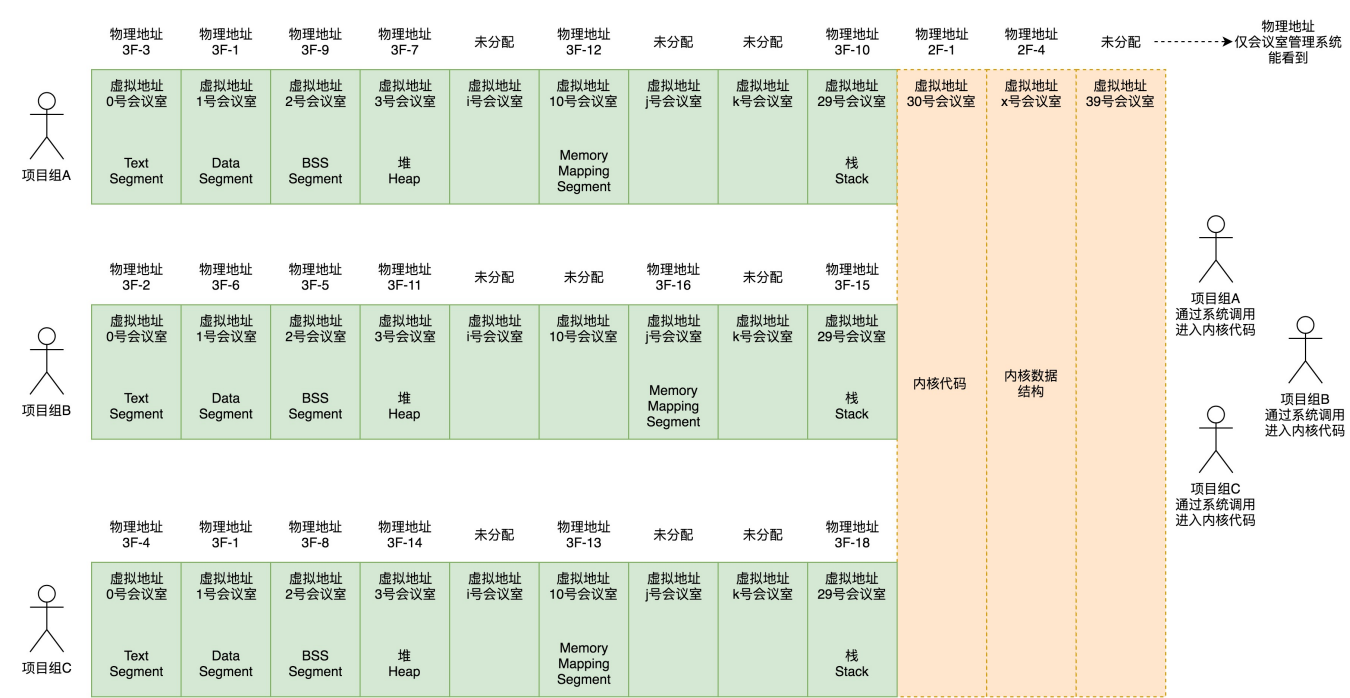 物理地址 物理地址 物理地址 物理地址 未分配 物理地址 未分配 未分配 物理地址 物理地址 物理地址 未分配 物理地址
3F-3 3F-1 3F-9 3F-7 3F-12 3F-10 2F-1 2F-4 仅会议室管理系统
能看到
虚拟地址 虚拟地址 虚拟地址 虚拟地址 虚拟地址 虚拟地址 虚拟地址 虚拟地址 虚拟地址 虚拟地址 虚拟地址 虚拟地址
0号会议室 1号会议室 2号会议室 3号会议室 i号会议室 10号会议室 j号会议室 k号会议室 29号会议室 30号会议室 x号会议室 39号会议室
Text Data BSS 堆 Memory 栈
Segment Segment Segment Heap Mapping Stack
Segment
项目组A
物理地址 物理地址 物理地址 物理地址 未分配 未分配 物理地址 未分配 物理地址
3F-2 3F-6 3F-5 3F-11 3F-16 3F-15
虚拟地址 虚拟地址 虚拟地址 虚拟地址 虚拟地址 虚拟地址 虚拟地址 虚拟地址 虚拟地址
0号会议室 1号会议室 2号会议室 3号会议室 i号会议室 10号会议室 j号会议室 k号会议室 29号会议室
Text Data BSS 堆 Memory 栈
Segment Segment Segment Heap Mapping Stack
Segment
项目组B
内核代码
内核数据
结构
项目组A
通过系统调用
进入内核代码
项目组B
通过系统调用
进入内核代码
项目组C
通过系统调用
进入内核代码
物理地址 物理地址 物理地址 物理地址 未分配 物理地址 未分配 未分配 物理地址
3F-4 3F-1 3F-8 3F-14 3F-13 3F-18
虚拟地址 虚拟地址 虚拟地址 虚拟地址 虚拟地址 虚拟地址 虚拟地址 虚拟地址 虚拟地址
0号会议室 1号会议室 2号会议室 3号会议室 i号会议室 10号会议室 j号会议室 k号会议室 29号会议室
Text Data BSS 堆 Memory 栈
Segment Segment Segment Heap Mapping Stack
Segment
项目组C